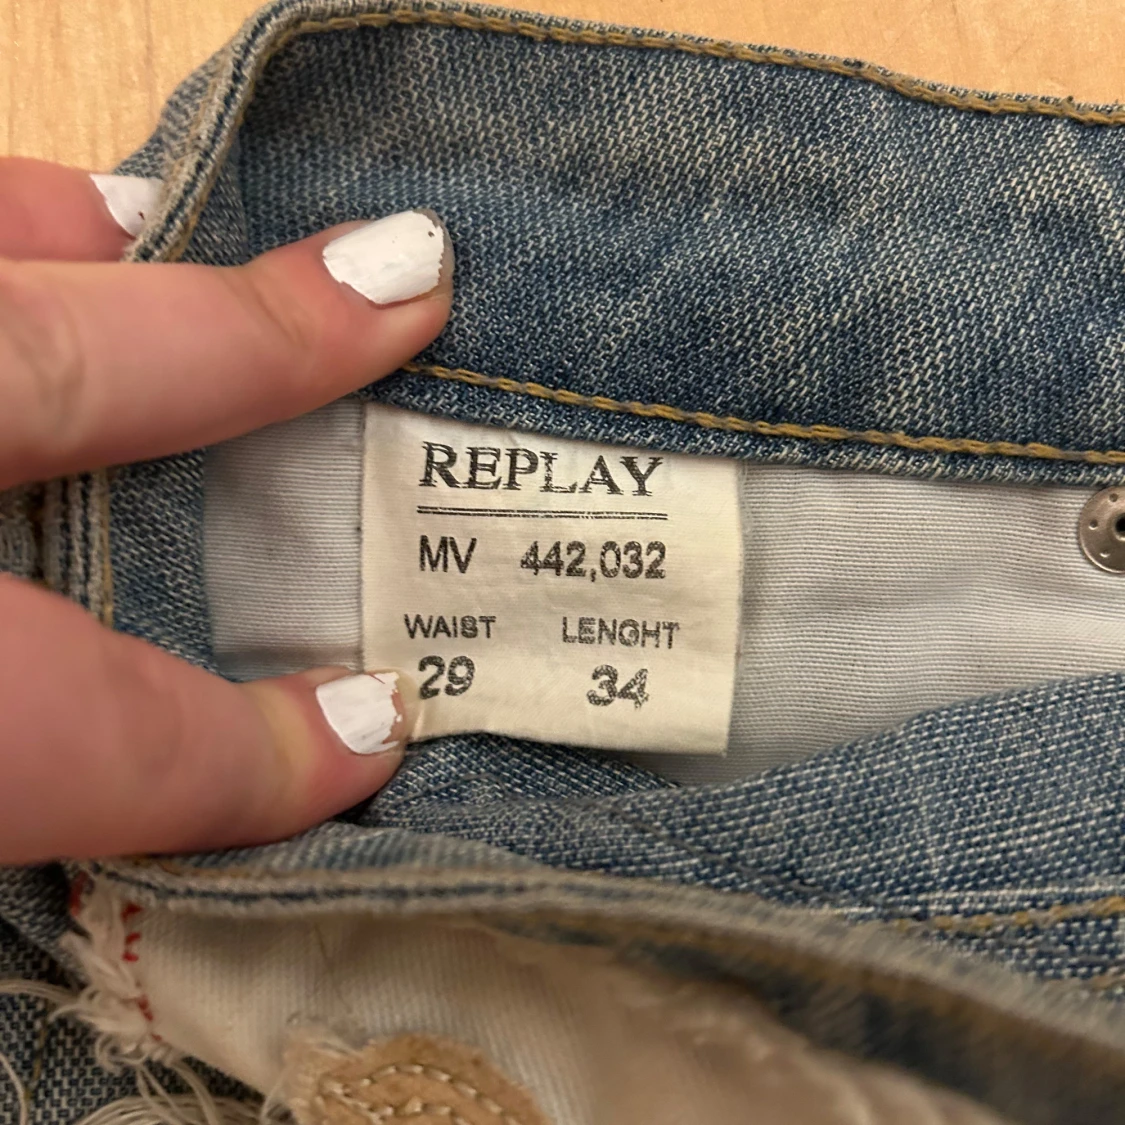 REPLAY
MV 442,032
WAIST LENGHT
29 34